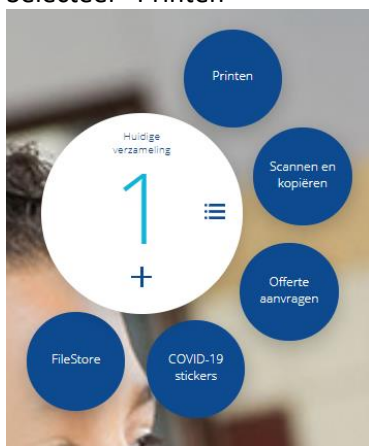 Selecteer "Printen"
Printen
Huidige
verzameling
1
Scannen en
kopiëren
Offerte
aanvragen
FileStore
COVID-19
stickers